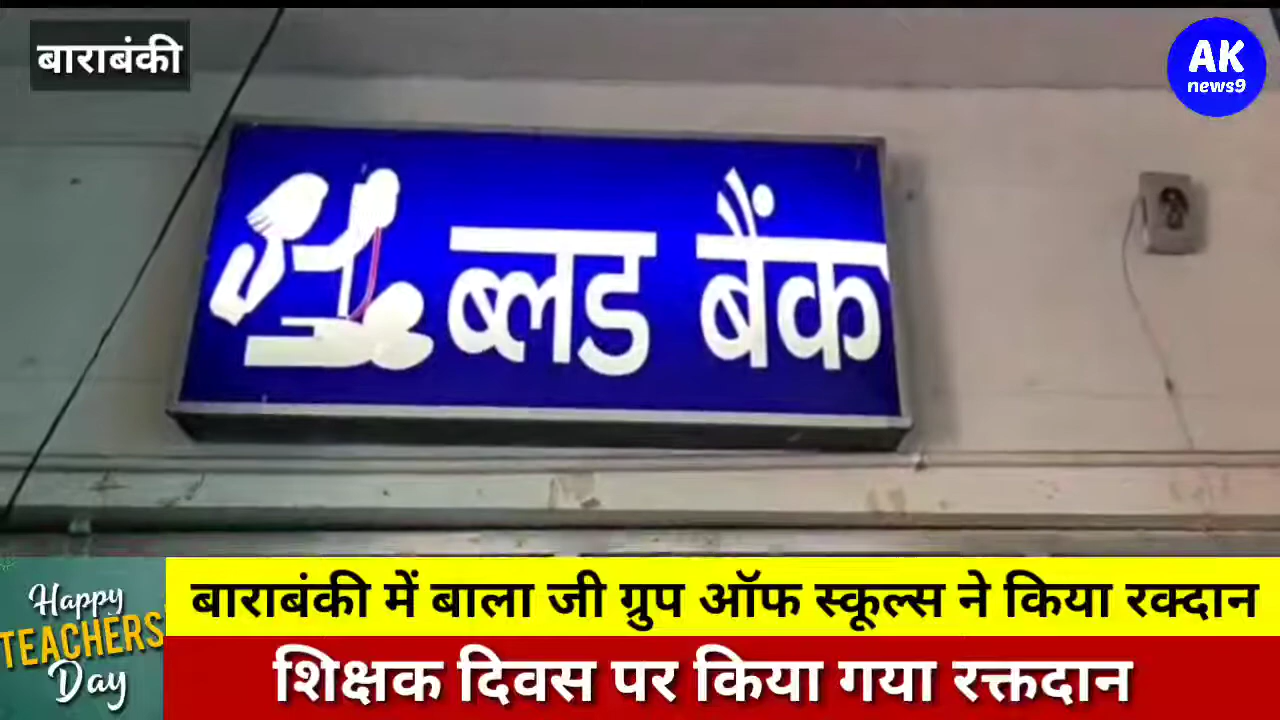 बाराबंकी
AK
news9
ब्लड बैंक
Happy
TEACHERS'
Day
बाराबंकी में बाला जी ग्रुप ऑफ स्कूल्स ने किया रक्दान
शिक्षक दिवस पर किया गया रक्तदान